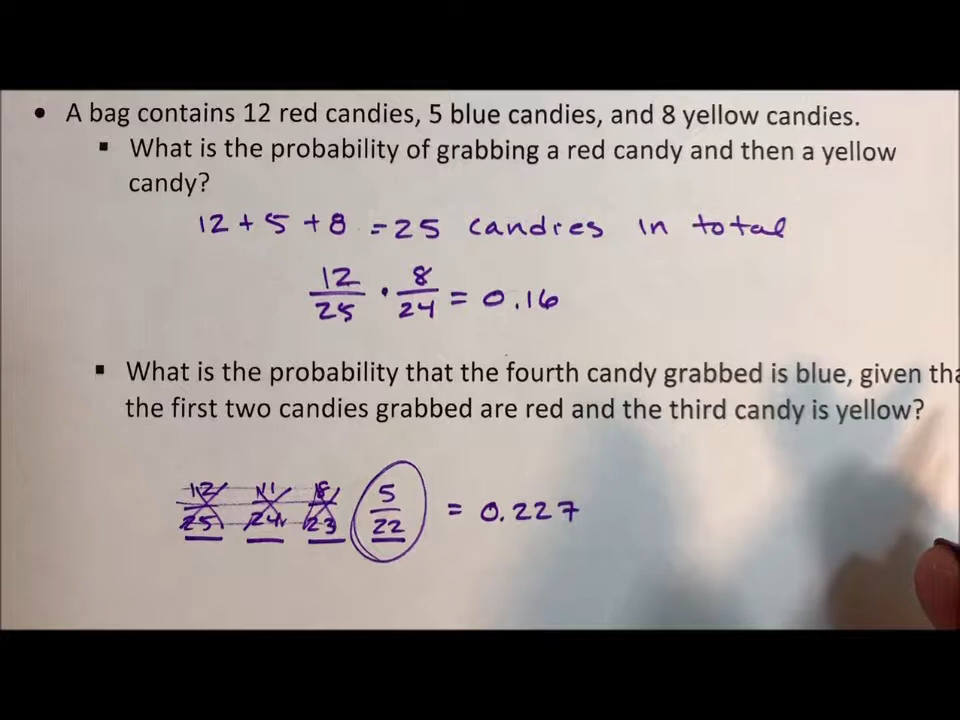 • A bag contains 12 red candies, 5 blue candies, and 8 yellow candies.
▪ What is the probability of grabbing a red candy and then a yellow
candy?
12 + 5 + 8 = 25 candies in total
12/25 · 8/24 = 0.16
▪ What is the probability that the fourth candy grabbed is blue, given tha
the first two candies grabbed are red and the third candy is yellow?
12/25 11/24 8/23 5/22 = 0.227